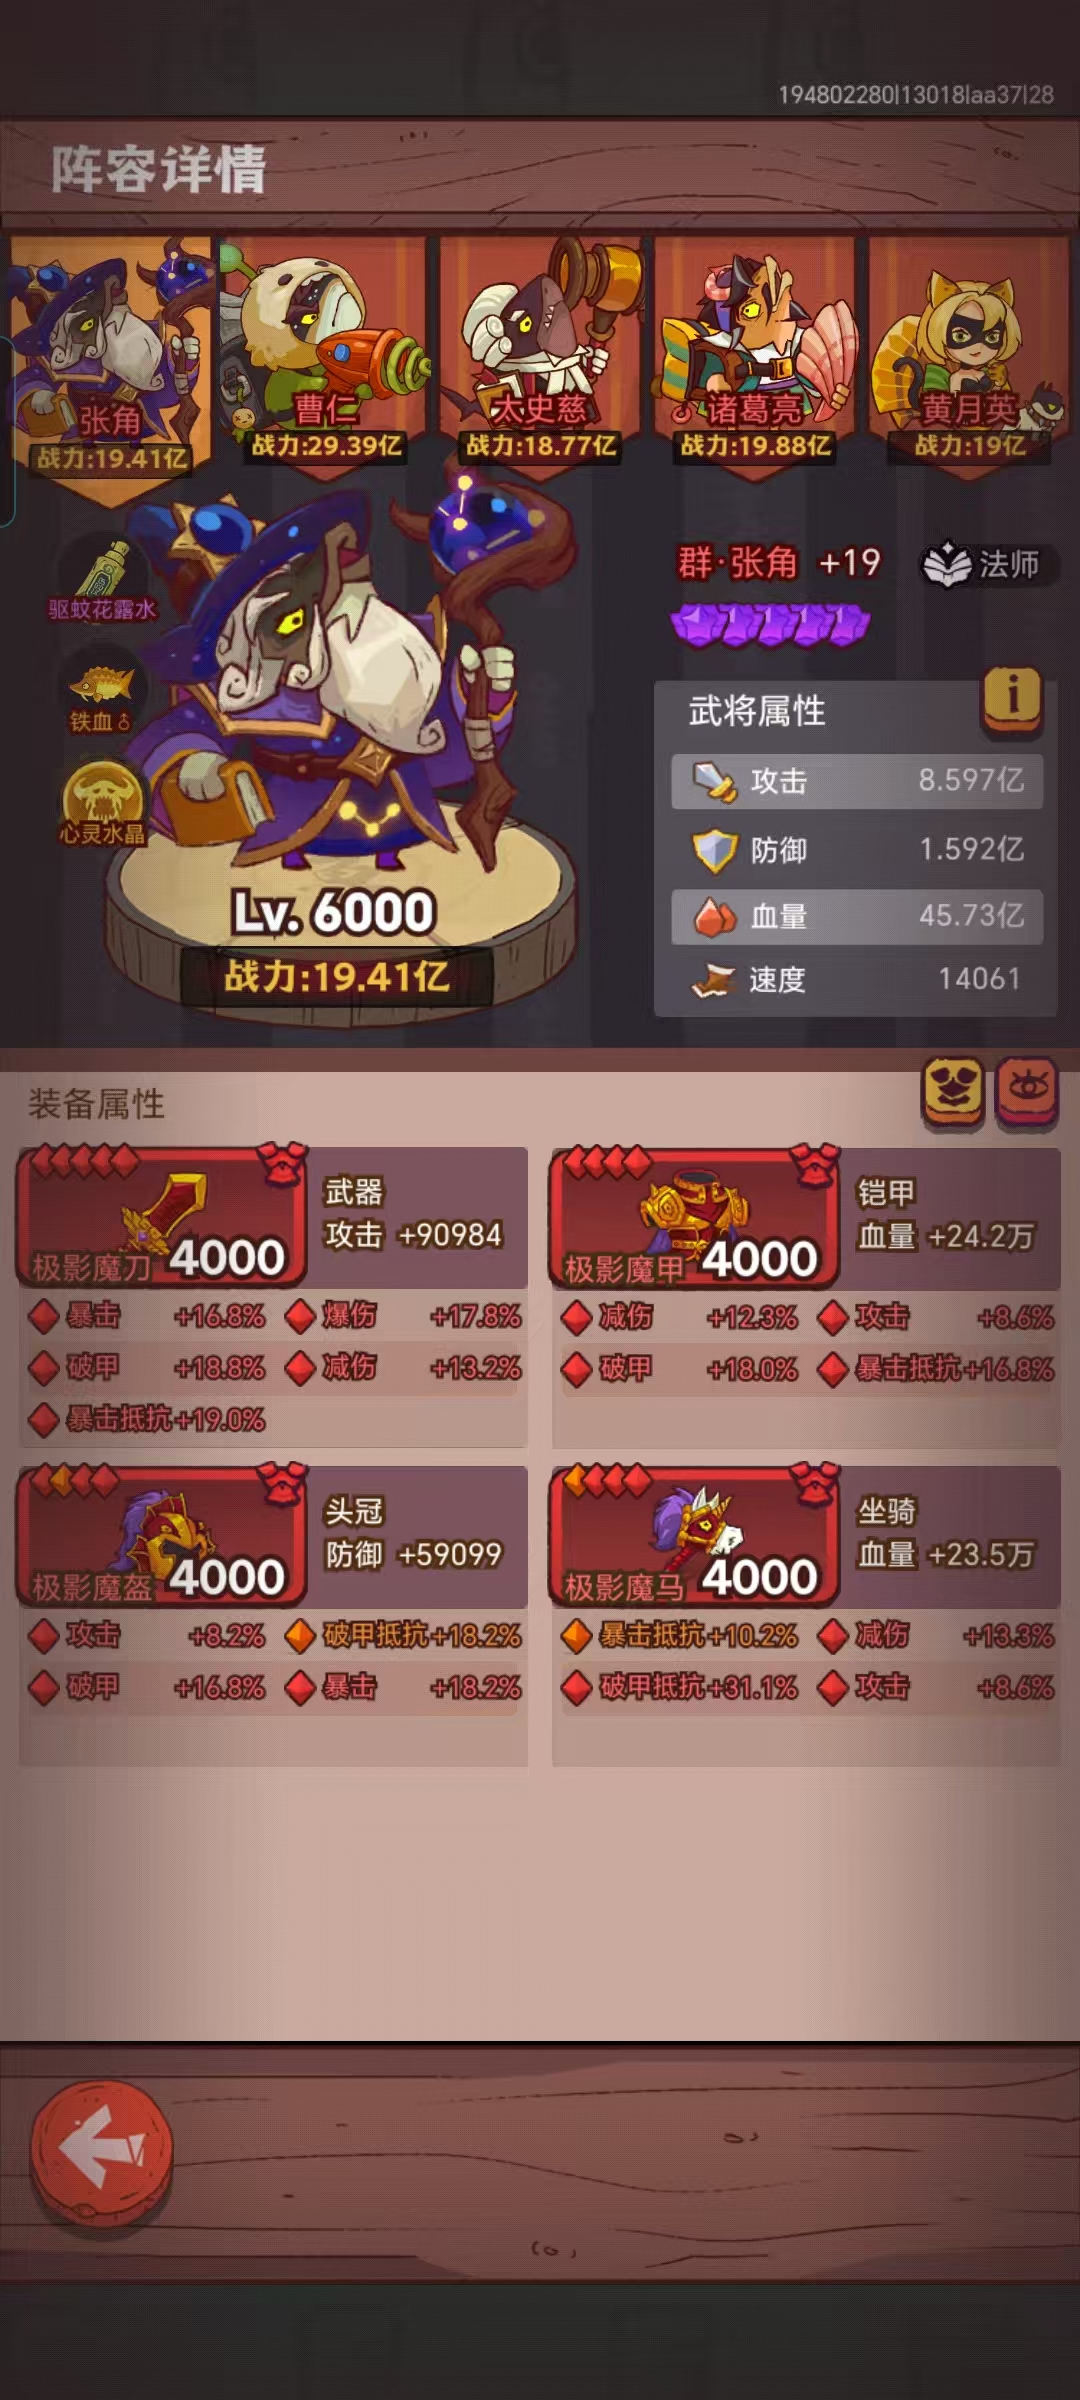 194802280|13018|aa37|28
阵容详情
张角
战力:19.41亿
曹仁
战力:29.39亿
太史慈
战力:18.77亿
诸葛亮
战力:19.88亿
黄月英
战力:19亿
驱蚊花露水
铁血♂
心灵水晶
Lv. 6000
战力:19.41亿
群·张角 +19
法师
武将属性
i
攻击 8.597亿
防御 1.592亿
血量 45.73亿
速度 14061
装备属性
极影魔刀 4000
武器
攻击 +90984
暴击 +16.8% 爆伤 +17.8%
破甲 +18.8% 减伤 +13.2%
暴击抵抗 +19.0%
极影魔甲 4000
铠甲
血量 +24.2万
减伤 +12.3% 攻击 +8.6%
破甲 +18.0% 暴击抵抗 +16.8%
极影魔盔 4000
头冠
防御 +59099
攻击 +8.2% 破甲抵抗 +18.2%
破甲 +16.8% 暴击 +18.2%
极影魔马 4000
坐骑
血量 +23.5万
暴击抵抗 +10.2% 减伤 +13.3%
破甲抵抗 +31.1% 攻击 +8.6%